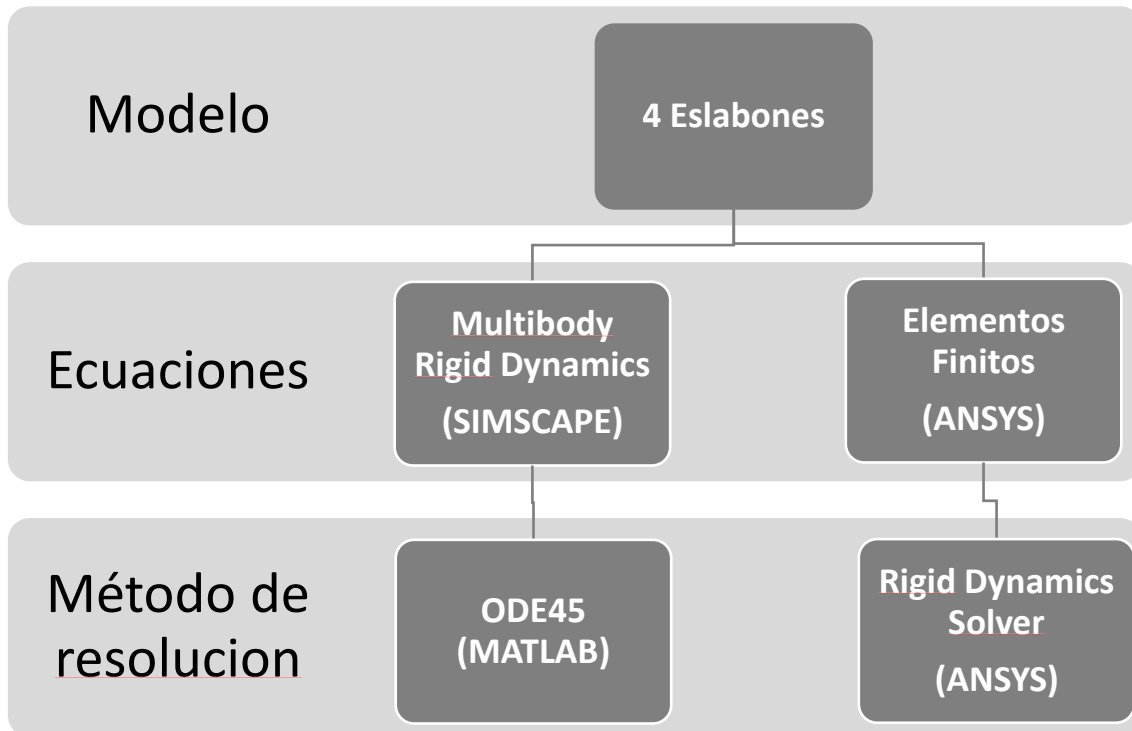 Modelo
4 Eslabones
Ecuaciones
Multibody
Rigid Dynamics
(SIMSCAPE)
Elementos
Finitos
(ANSYS)
Método de
resolucion
ODE45
(MATLAB)
Rigid Dynamics
Solver
(ANSYS)